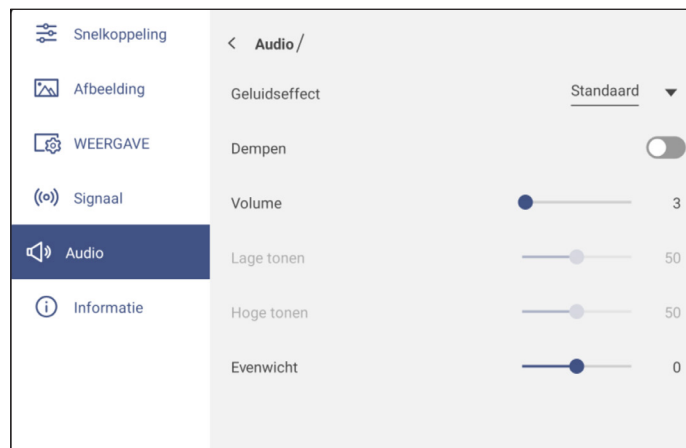 Snelkoppeling
Afbeelding
WEERGAVE
Signaal
Audio
Informatie
< Audio/
Geluidseffect Standaard
Dempen
Volume 3
Lage tonen 50
Hoge tonen 50
Evenwicht 0